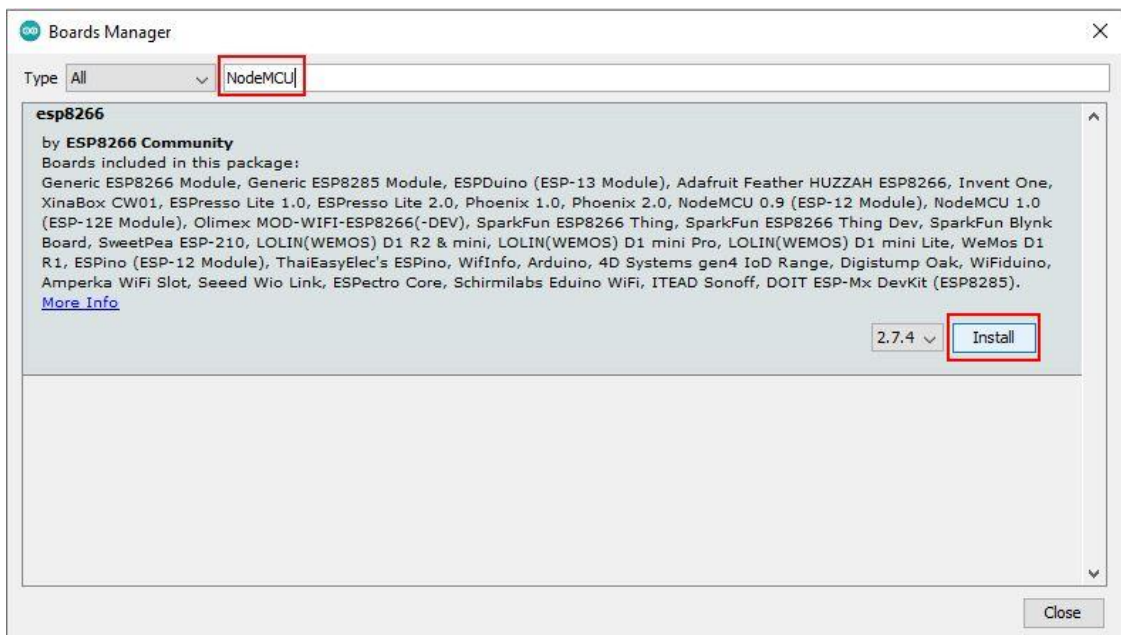 Boards Manager
Type All NodeMCU
esp8266
by ESP8266 Community
Boards included in this package:
Generic ESP8266 Module, Generic ESP8285 Module, ESPDuino (ESP-13 Module), Adafruit Feather HUZZAH ESP8266, Invent One,
XinaBox CW01, ESPresso Lite 1.0, ESPresso Lite 2.0, Phoenix 1.0, Phoenix 2.0, NodeMCU 0.9 (ESP-12 Module), NodeMCU 1.0
(ESP-12E Module), Olimex MOD-WIFI-ESP8266(-DEV), SparkFun ESP8266 Thing, SparkFun ESP8266 Thing Dev, SparkFun Blynk
Board, SweetPea ESP-210, LOLIN(WEMOS) D1 R2 & mini, LOLIN(WEMOS) D1 mini Pro, LOLIN(WEMOS) D1 mini Lite, WeMos D1
R1, ESPino (ESP-12 Module), ThaiEasyElec's ESPino, WifInfo, Arduino, 4D Systems gen4 IoD Range, Digistump Oak, WiFiduino,
Amperka WiFi Slot, Seeed Wio Link, ESPectro Core, Schirmilabs Eduino WiFi, ITEAD Sonoff, DOIT ESP-Mx DevKit (ESP8285).
More Info
2.7.4 Install
Close